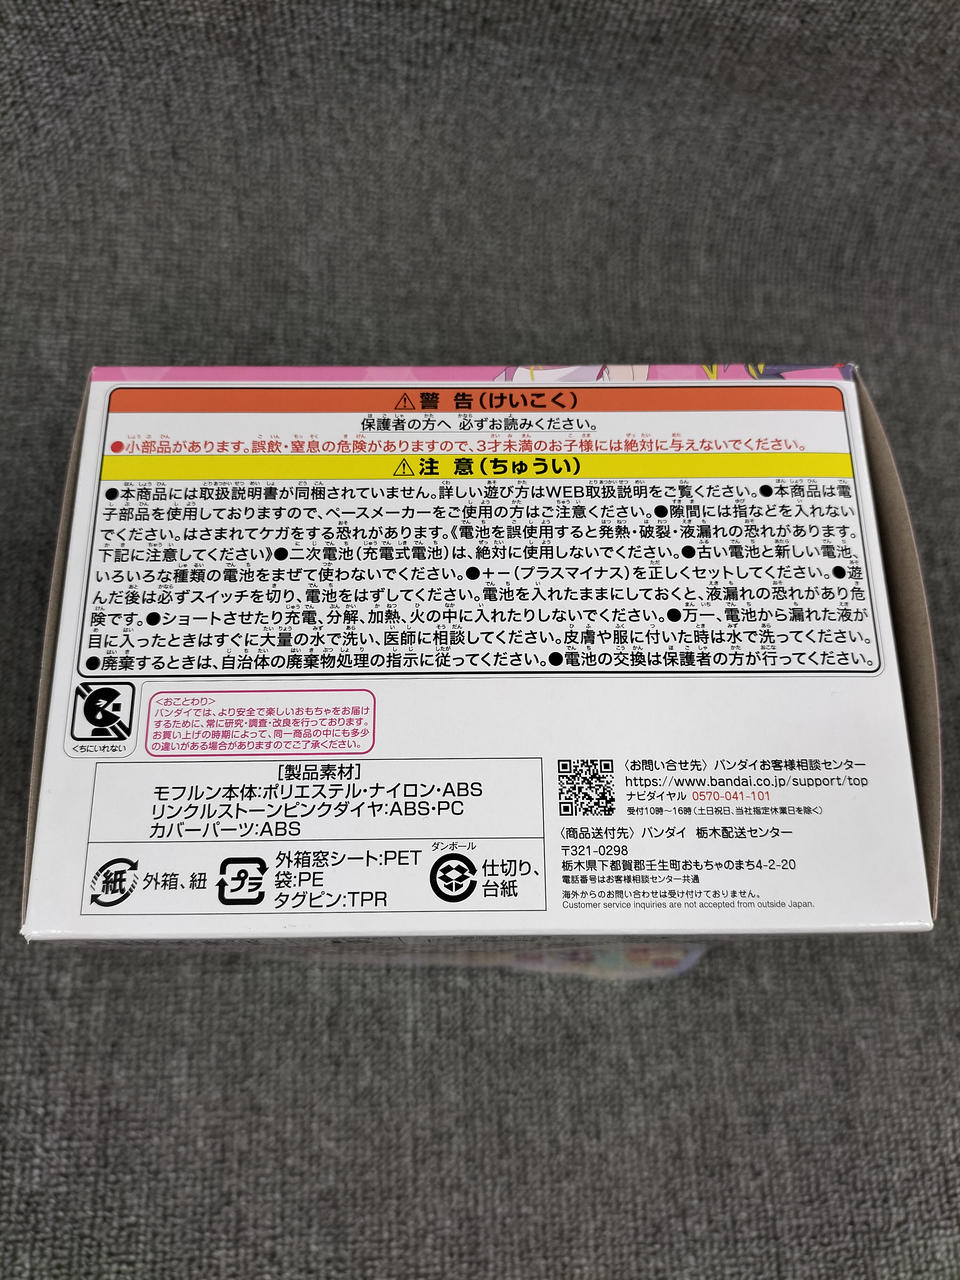 ⚠警 告(けいこく)
保護者の方へ 必ずお読みください。
●小部品があります。誤飲・窒息の危険がありますので、3才未満のお子様には絶対に与えないでください。
⚠注 意(ちゅうい)
●本商品には取扱説明書が同梱されていません。詳しい遊び方はWEB取扱説明をご覧ください。●本商品は電
子部品を使用しておりますので、ペースメーカーをご使用の方はご注意ください。●隙間には指などを入れない
でください。はさまれてケガをする恐れがあります。《電池を誤使用すると発熱・破裂・液漏れの恐れがあります。
下記に注意してください》●二次電池(充電式電池)は、絶対に使用しないでください。●古い電池と新しい電池、
いろいろな種類の電池をまぜて使わないでください。●+−(プラスマイナス)を正しくセットしてください。●遊
んだ後は必ずスイッチを切り、電池をはずしてください。電池を入れたままにしておくと、液漏れの恐れがあり危
険です。●ショートさせたり充電、分解、加熱、火の中に入れたりしないでください。●万一、電池から漏れた液が
目に入ったときはすぐに大量の水で洗い、医師に相談してください。皮膚や服に付いた時は水で洗ってください。
●廃棄するときは、自治体の廃棄物処理の指示に従ってください。●電池の交換は保護者の方が行ってください。
くちにいれない
<おことわり>
バンダイでは、より安全で楽しいおもちゃをお届け
するために、常に研究・調査・改良を行っております。
お買い上げの時期によって、同一商品の中にも多少
の違いがある場合がありますのでご了承ください。
[製品素材]
モフルン本体:ポリエステル・ナイロン・ABS
リンクルストーンピンクダイヤ:ABS・PC
カバーパーツ:ABS
紙 外箱、紐
プラ 外箱窓シート:PET
袋:PE
タグピン:TPR
ダンボール
仕切り、
台紙
〈お問い合せ先〉バンダイお客様相談センター
https://www.bandai.co.jp/support/top
ナビダイヤル 0570-041-101
受付10時〜16時(土日祝日、当社指定休業日を除く)
〈商品送付先〉バンダイ 栃木配送センター
〒321-0298
栃木県下都賀郡壬生町おもちゃのまち4-2-20
電話番号はお客様相談センター共通
海外からのお問い合わせは受け付けておりません。
Customer service inquiries are not accepted from outside Japan.